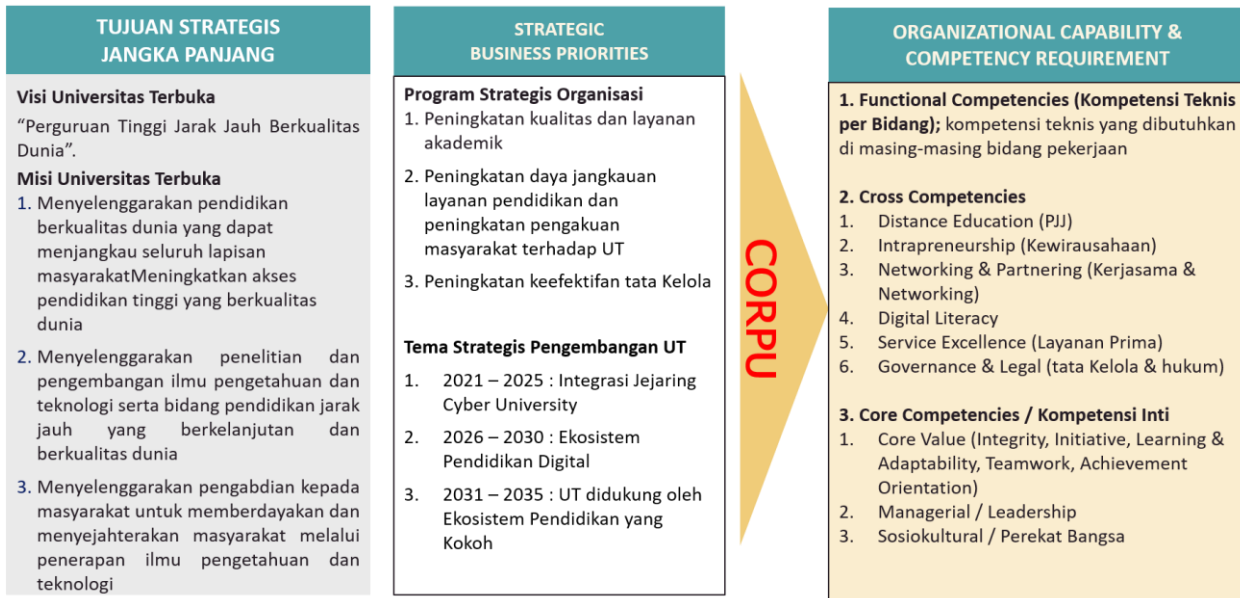 TUJUAN STRATEGIS
JANGKA PANJANG
Visi Universitas Terbuka
“Perguruan Tinggi Jarak Jauh Berkualitas
Dunia”.
Misi Universitas Terbuka
1. Menyelenggarakan pendidikan
berkualitas dunia yang dapat
menjangkau seluruh lapisan
masyarakatMeningkatkan akses
pendidikan tinggi yang berkualitas
dunia
2. Menyelenggarakan penelitian dan
pengembangan ilmu pengetahuan dan
teknologi serta bidang pendidikan jarak
jauh yang berkelanjutan dan
berkualitas dunia
3. Menyelenggarakan pengabdian kepada
masyarakat untuk memberdayakan dan
menyejahterakan masyarakat melalui
penerapan ilmu pengetahuan dan
teknologi
STRATEGIC
BUSINESS PRIORITIES
Program Strategis Organisasi
1. Peningkatan kualitas dan layanan
akademik
2. Peningkatan daya jangkauan
layanan pendidikan dan
peningkatan pengakuan
masyarakat terhadap UT
3. Peningkatan keefektifan tata Kelola
Tema Strategis Pengembangan UT
1. 2021 – 2025 : Integrasi Jejaring
Cyber University
2. 2026 – 2030 : Ekosistem
Pendidikan Digital
3. 2031 – 2035 : UT didukung oleh
Ekosistem Pendidikan yang
Kokoh
CORPU
ORGANIZATIONAL CAPABILITY &
COMPETENCY REQUIREMENT
1. Functional Competencies (Kompetensi Teknis
per Bidang); kompetensi teknis yang dibutuhkan
di masing-masing bidang pekerjaan
2. Cross Competencies
1. Distance Education (PJJ)
2. Intrapreneurship (Kewirausahaan)
3. Networking & Partnering (Kerjasama &
Networking)
4. Digital Literacy
5. Service Excellence (Layanan Prima)
6. Governance & Legal (tata Kelola & hukum)
3. Core Competencies / Kompetensi Inti
1. Core Value (Integrity, Initiative, Learning &
Adaptability, Teamwork, Achievement
Orientation)
2. Managerial / Leadership
3. Sosiokultural / Perekat Bangsa